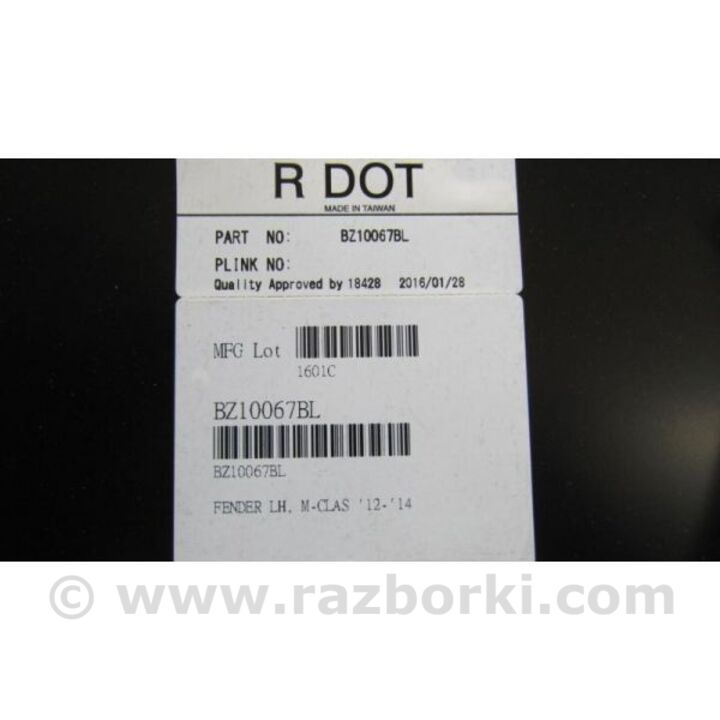 R DOT
MADE IN TAIWAN
PART NO: BZ10067BL
PLINK NO:
Quality Approved by 18428 2016/01/28
MFG Lot
1601C
BZ10067BL
BZ10067BL
FENDER LH, M-CLAS '12-'14
© www.razborki.com